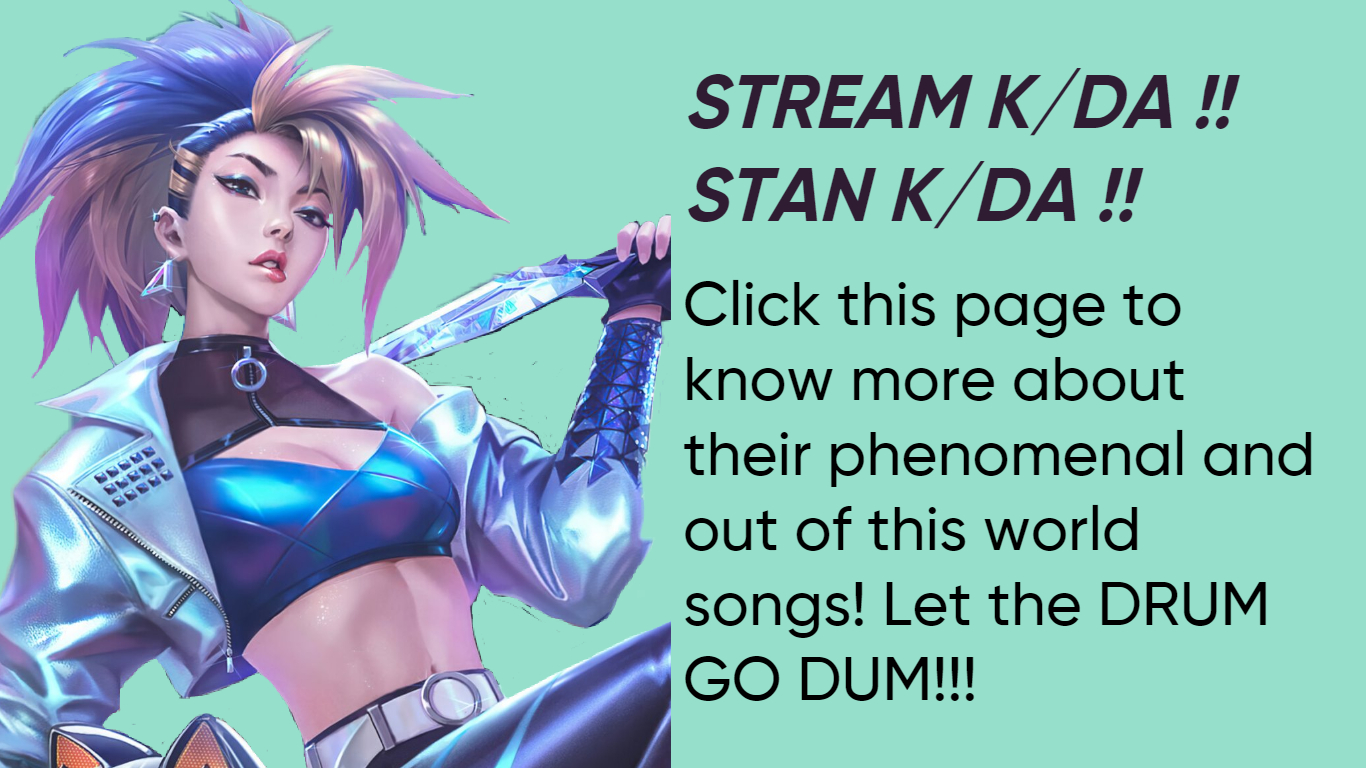 STREAM K/DA !!
STAN K/DA !!
Click this page to
know more about
their phenomenal and
out of this world
songs! Let the DRUM
GO DUM!!!